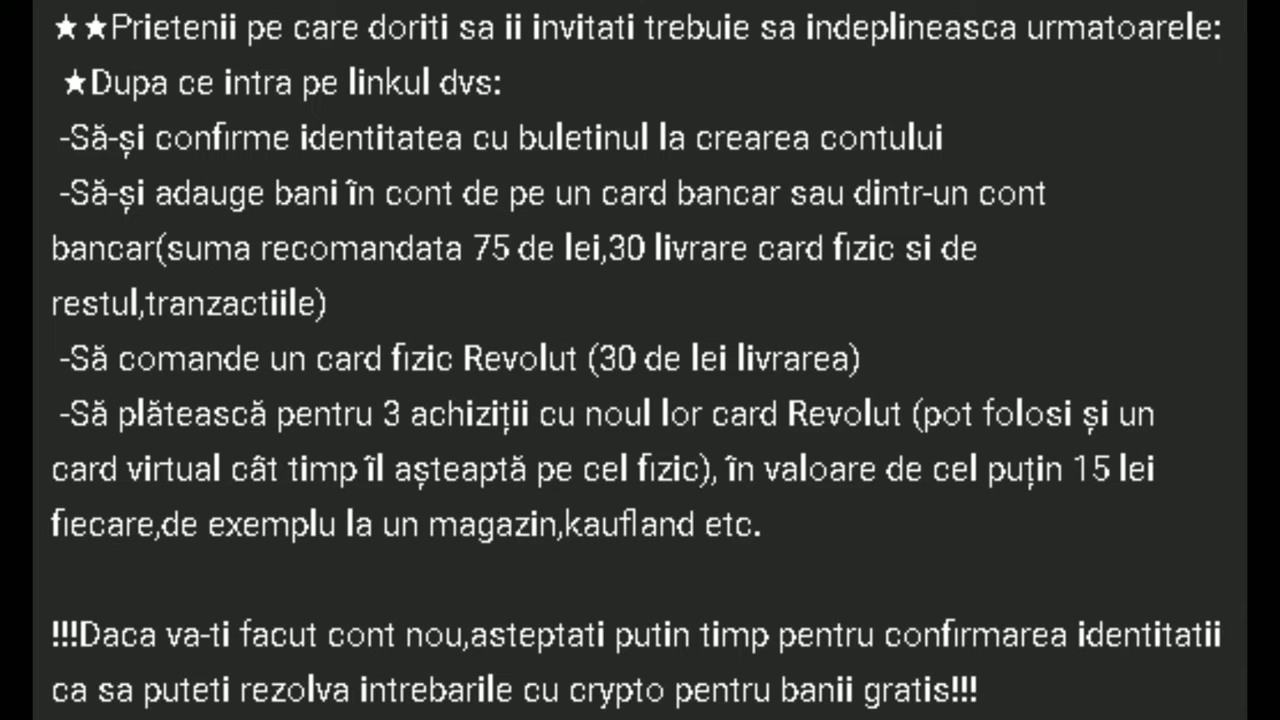 ★★Prietenii pe care doriti sa ii invitati trebuie sa indeplineasca urmatoarele:
★Dupa ce intra pe linkul dvs:
-Să-și confirme identitatea cu buletinul la crearea contului
-Să-și adauge bani în cont de pe un card bancar sau dintr-un cont
bancar(suma recomandata 75 de lei,30 livrare card fizic si de
restul,tranzactiile)
-Să comande un card fizic Revolut (30 de lei livrarea)
-Să plătească pentru 3 achiziții cu noul lor card Revolut (pot folosi și un
card virtual cât timp îl așteaptă pe cel fizic), în valoare de cel puțin 15 lei
fiecare,de exemplu la un magazin,kaufland etc.
!!!Daca va-ti facut cont nou,asteptati putin timp pentru confirmarea identitatii
ca sa puteti rezolva intrebarile cu crypto pentru banii gratis!!!